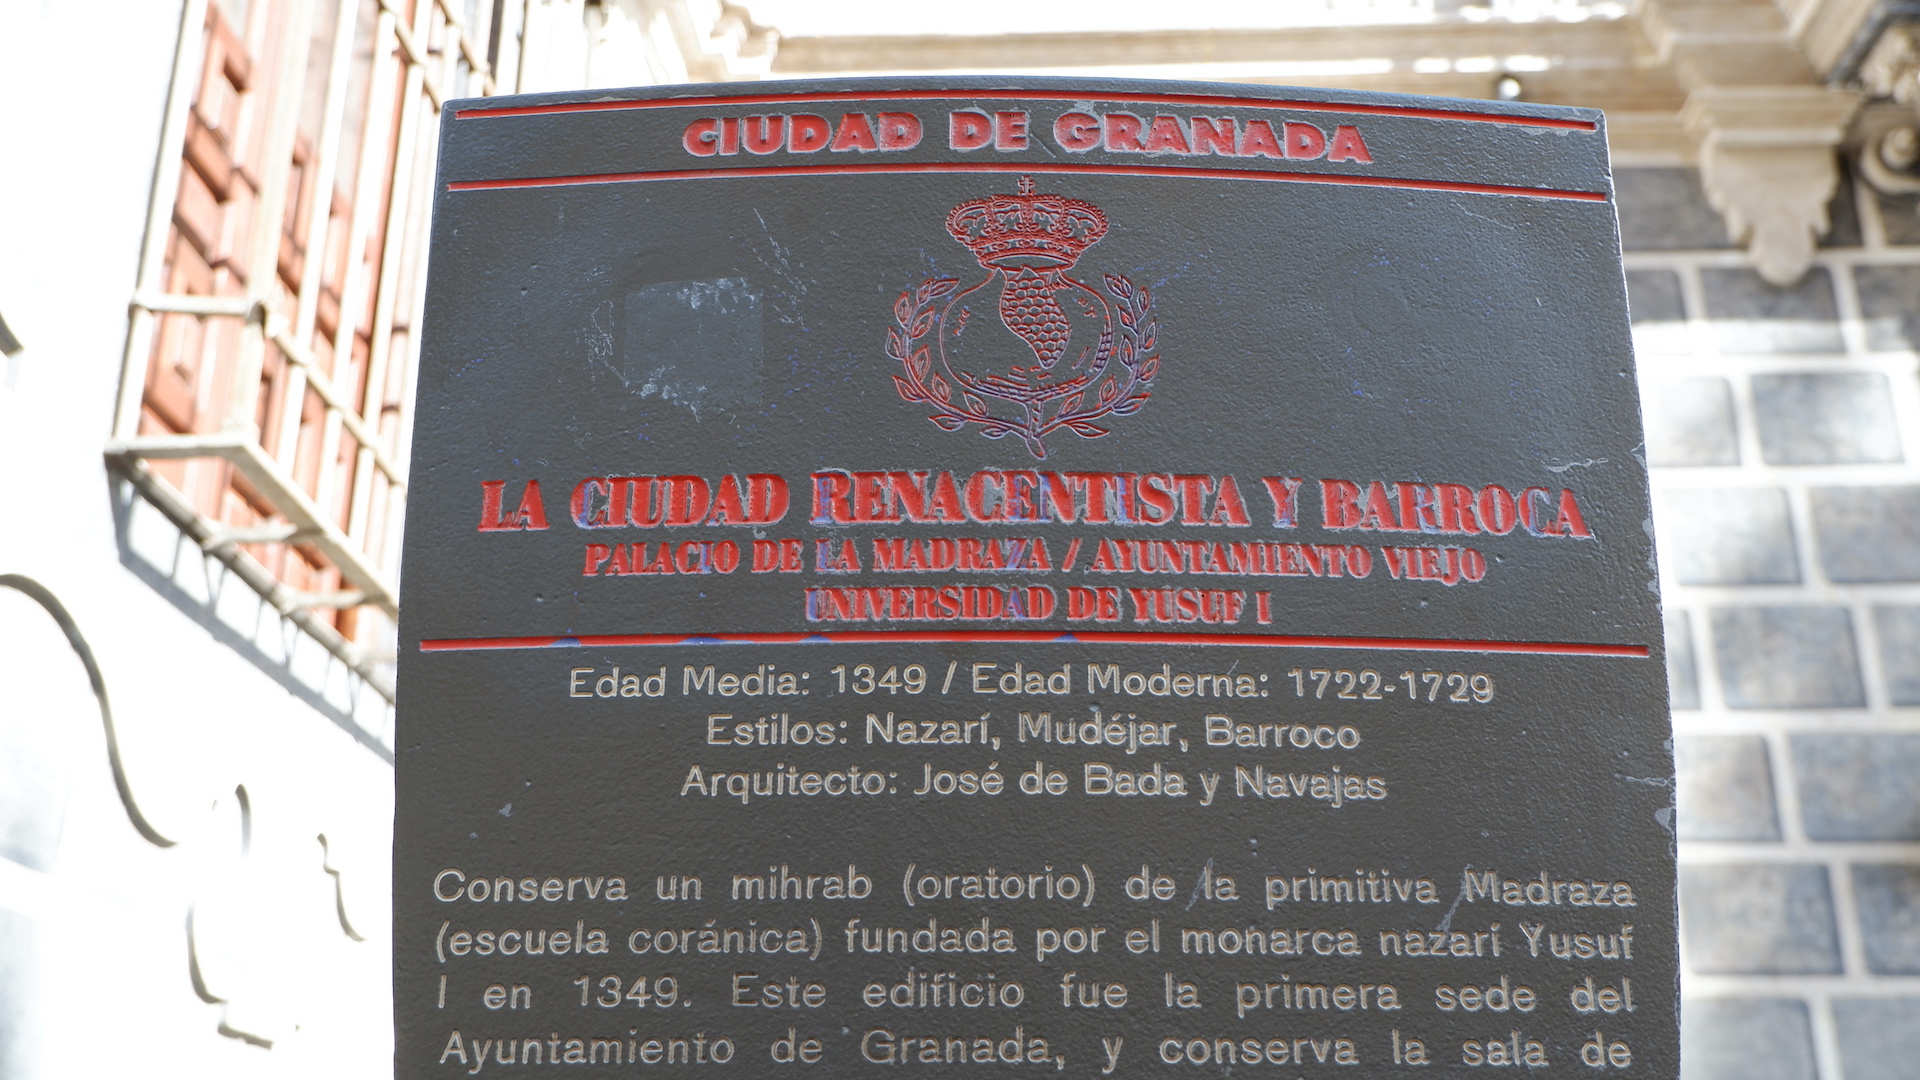 CIUDAD DE GRANADA
LA CIUDAD RENACENTISTA Y BARROCA
PALACIO DE LA MADRAZA / AYUNTAMIENTO VIEJO
UNIVERSIDAD DE YUSUF I
Edad Media: 1349 / Edad Moderna: 1722-1729
Estilos: Nazarí, Mudéjar, Barroco
Arquitecto: José de Bada y Navajas
Conserva un mihrab (oratorio) de la primitiva Madraza
(escuela coránica) fundada por el monarca nazarí Yusuf
I en 1349. Este edificio fue la primera sede del
Ayuntamiento de Granada, y conserva la sala de